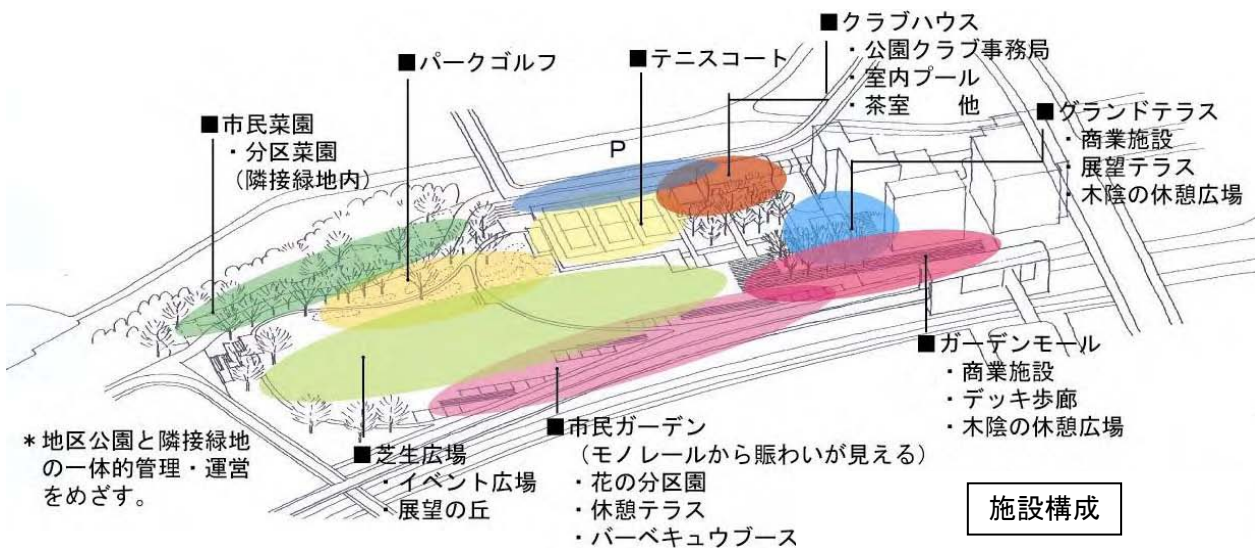 ■クラブハウス
・公園クラブ事務局
・室内プール
・茶室　　他
■テニスコート
■パークゴルフ
■グランドテラス
・商業施設
・展望テラス
・木陰の休憩広場
■市民菜園
・分区菜園
（隣接緑地内）
P
■ガーデンモール
・商業施設
・デッキ歩廊
・木陰の休憩広場
■市民ガーデン
（モノレールから賑わいが見える）
・花の分区園
・休憩テラス
・バーベキュウブース
■芝生広場
・イベント広場
・展望の丘
＊地区公園と隣接緑地
の一体的管理・運営
をめざす。
施設構成